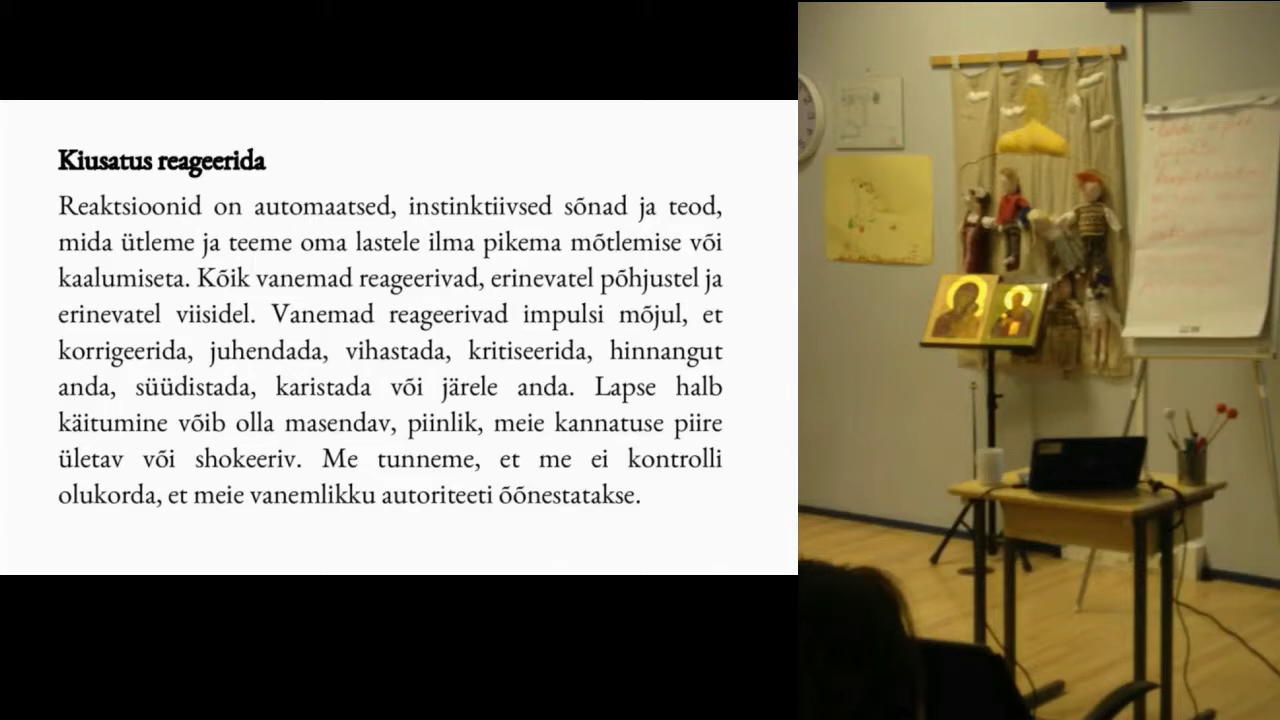 Kiusatus reageerida
Reaktsioonid on automaatsed, instinktiivsed sõnad ja teod,
mida ütleme ja teeme oma lastele ilma pikema mõtlemise või
kaalumiseta. Kõik vanemad reageerivad, erinevatel põhjustel ja
erinevatel viisidel. Vanemad reageerivad impulsi mõjul, et
korrigeerida, juhendada, vihastada, kritiseerida, hinnangut
anda, süüdistada, karistada või järele anda. Lapse halb
käitumine võib olla masendav, piinlik, meie kannatuse piire
ületav või shokeeriv. Me tunneme, et me ei kontrolli
olukorda, et meie vanemlikku autoriteeti õõnestatakse.